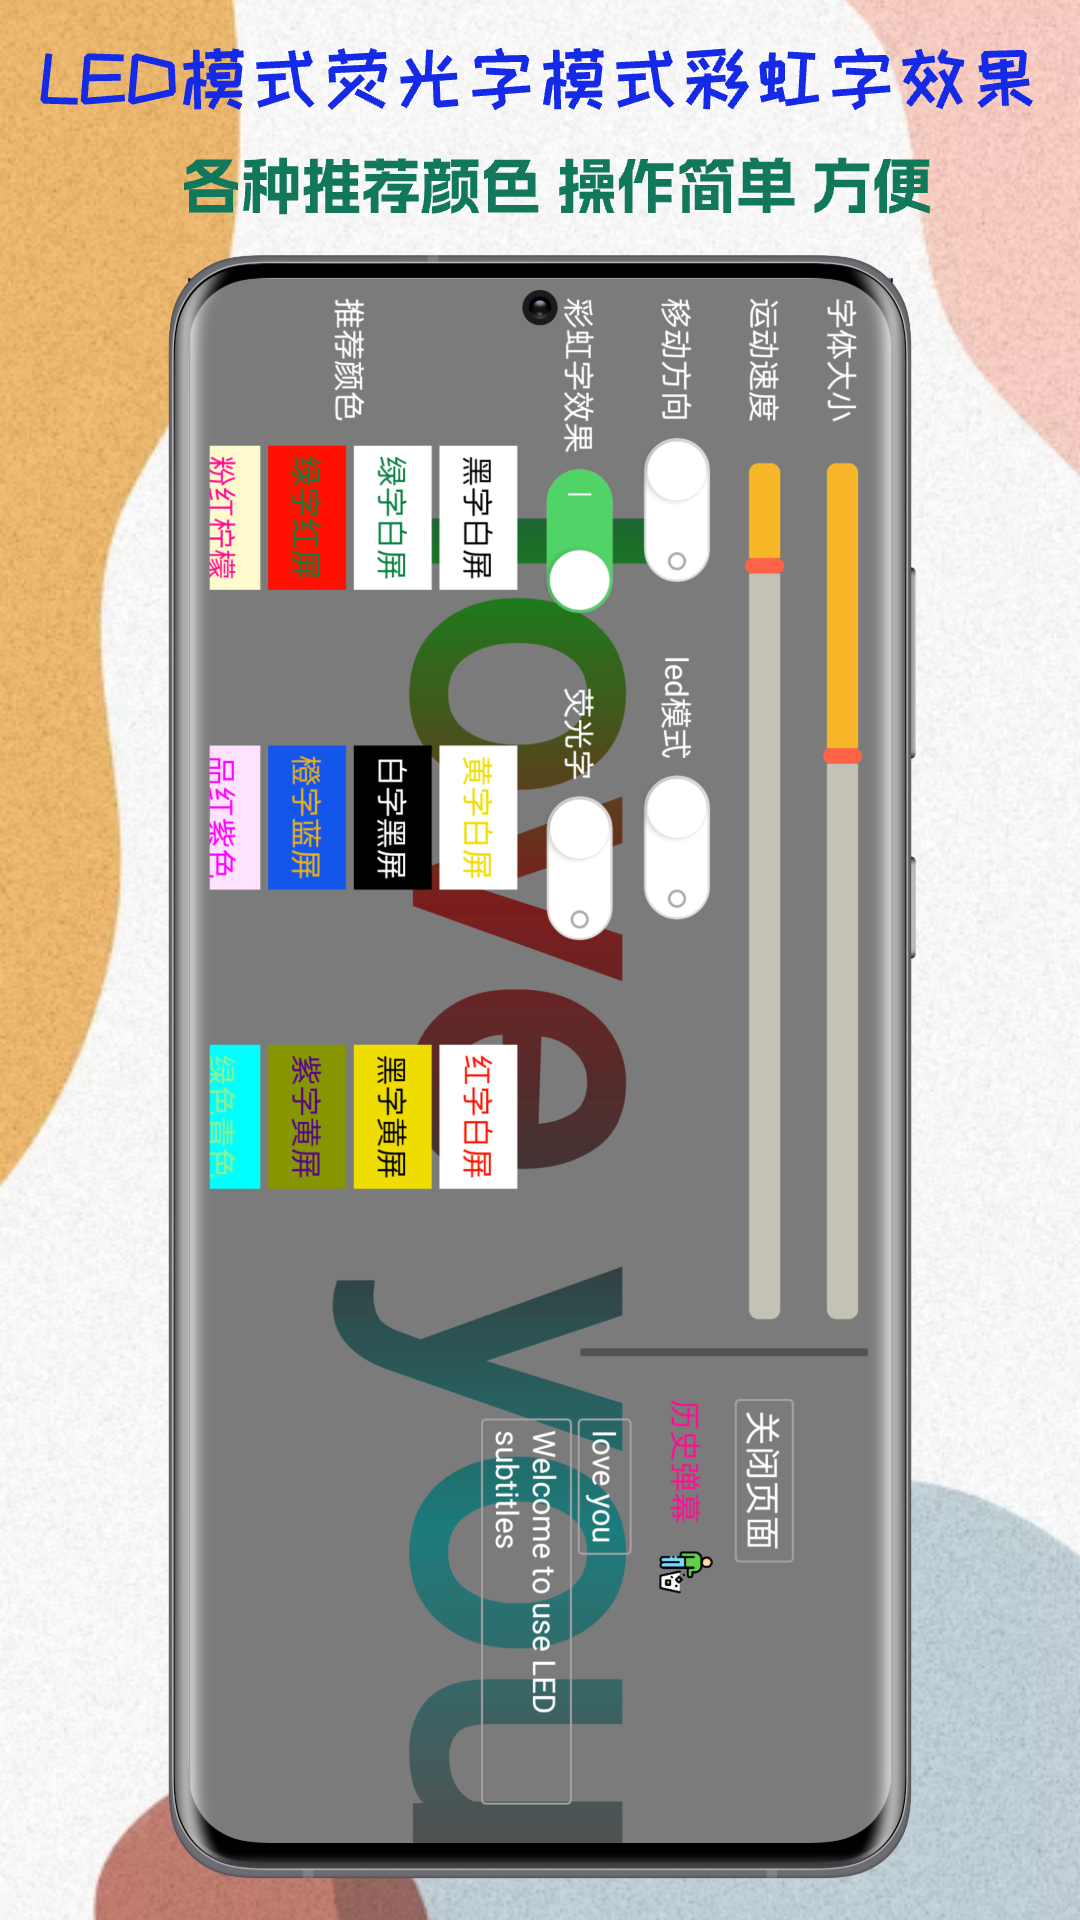 LED模式荧光字模式彩虹字效果
各种推荐颜色 操作简单 方便
字体大小
运动速度
移动方向
led模式
彩虹字效果
荧光字
推荐颜色
黑字白屏
黄字白屏
红字白屏
绿字白屏
白字黑屏
黑字黄屏
绿字红屏
橙字蓝屏
紫字黄屏
粉红柠檬
品红紫色
绿色青色
关闭页面
历史弹幕
love you
Welcome to use LED
subtitles
love you